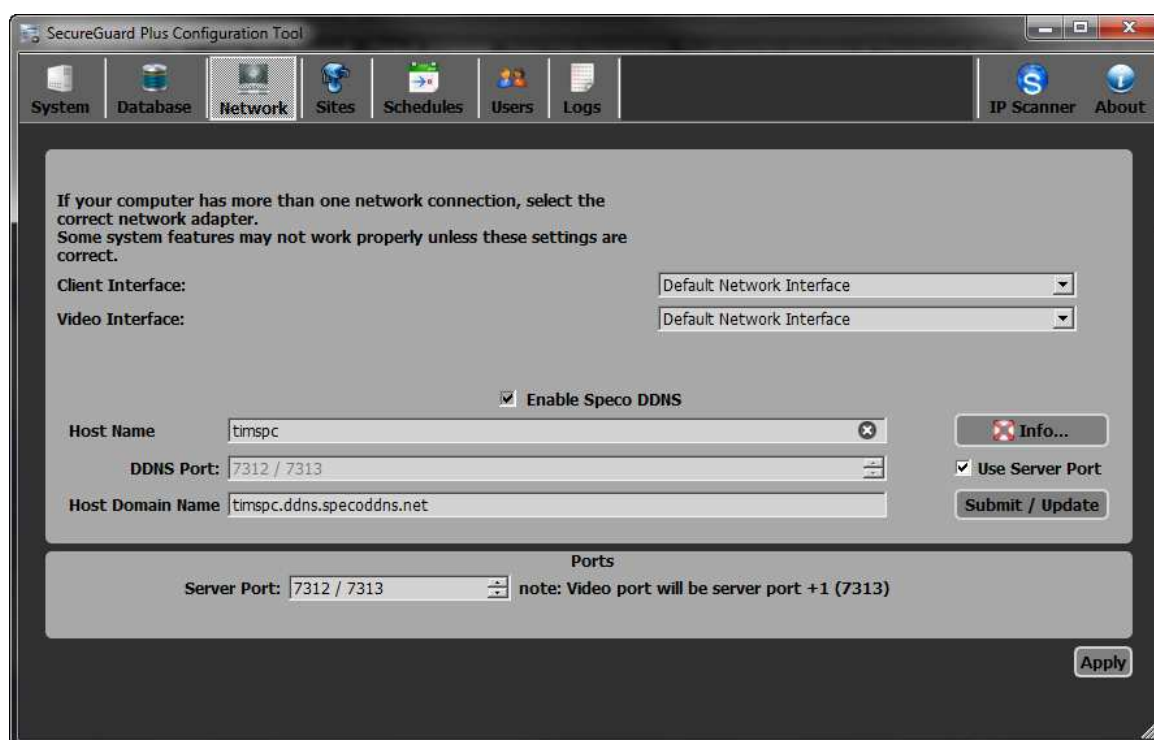 SecureGuard Plus Configuration Tool
System
Database
Network
Sites
Schedules
Users
Logs
IP Scanner
About
If your computer has more than one network connection, select the
correct network adapter.
Some system features may not work properly unless these settings are
correct.
Client Interface:
Default Network Interface
Video Interface:
Default Network Interface
Enable Speco DDNS
Host Name
timspc
Info...
DDNS Port:
7312 / 7313
Use Server Port
Host Domain Name
timspc.ddns.specoddns.net
Submit / Update
Ports
Server Port:
7312 / 7313
note: Video port will be server port +1 (7313)
Apply